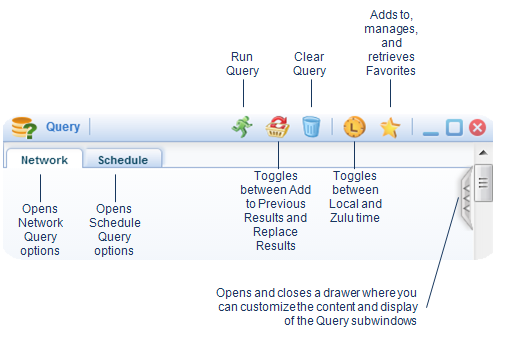 Adds to,
manages,
and
retrieves
Favorites
Run
Query
Clear
Query
Query
L
Network
Schedule
Opens
Network
Query
options
Opens
Schedule
Query
options
Toggles
between Add
to Previous
Results and
Replace
Results
Toggles
between
Local and
Zulu time
Opens and closes a drawer where you
can customize the content and display
of the Query subwindows